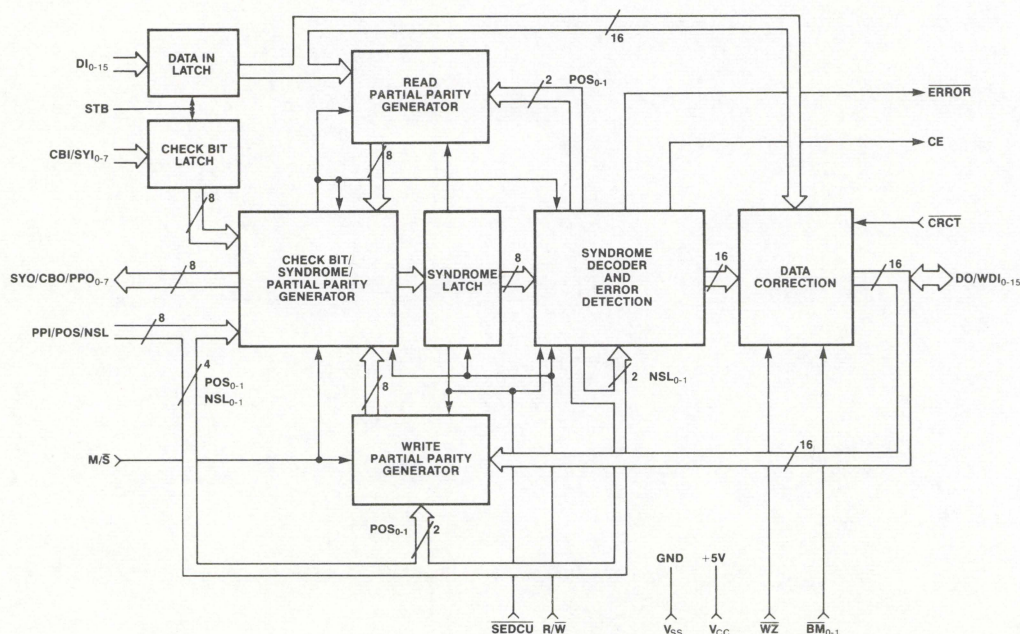 16
DI0-15
DATA IN
LATCH
READ
PARTIAL PARITY
GENERATOR
2
POS0-1
ERROR
STB
CBI/SYI0-7
CHECK BIT
LATCH
CE
8
8
CRCT
CHECK BIT/
SYNDROME/
PARTIAL PARITY
GENERATOR
SYNDROME
LATCH
8
SYNDROME
DECODER
AND
ERROR
DETECTION
16
DATA
CORRECTION
16
DO/WDI0-15
SYO/CBO/PPO0-7
8
PPI/POS/NSL
8
4
POS0-1
NSL0-1
8
2
NSL0-1
M/S
WRITE
PARTIAL PARITY
GENERATOR
16
POS0-1
2
GND
+5V
SEDCU
R/W
VSS
VCC
WZ
BM0-1